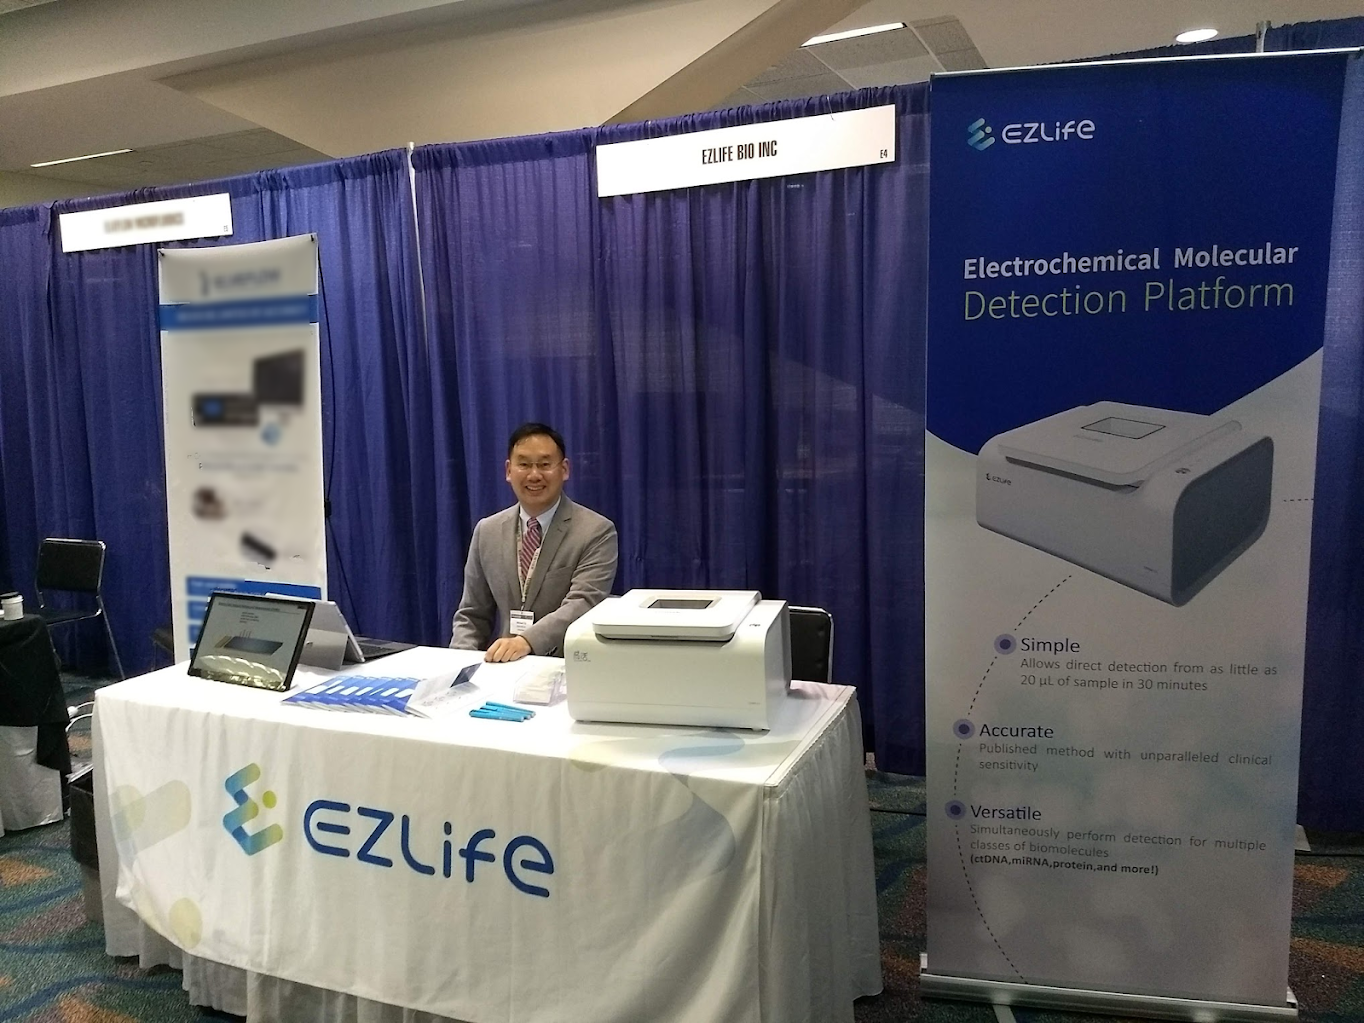 EZLIFE BIO INC
E4
EZLIFE
Electrochemical Molecular
Detection Platform
EZLIFE
Simple
Allows direct detection from as little as
20 µL of sample in 30 minutes
Accurate
Published method with unparalleled clinical
sensitivity
Versatile
Simultaneously perform detection for multiple
classes of biomolecules
(ctDNA,miRNA,protein,and more!)
EZLIFE